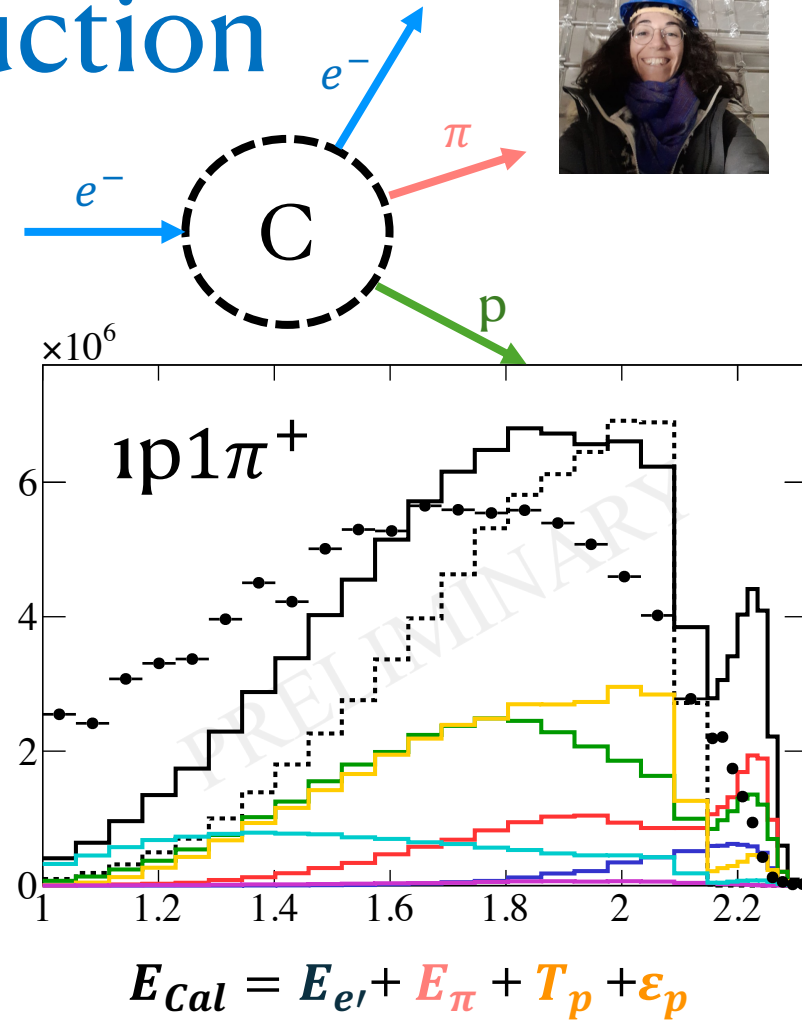 uction
e⁻
π
e⁻
C
p
×10⁶
1p1π⁺
6
4
2
0
PRELIMINARY
1 1.2 1.4 1.6 1.8 2 2.2
E_Cal = E_e′ + E_π + T_p + ε_p